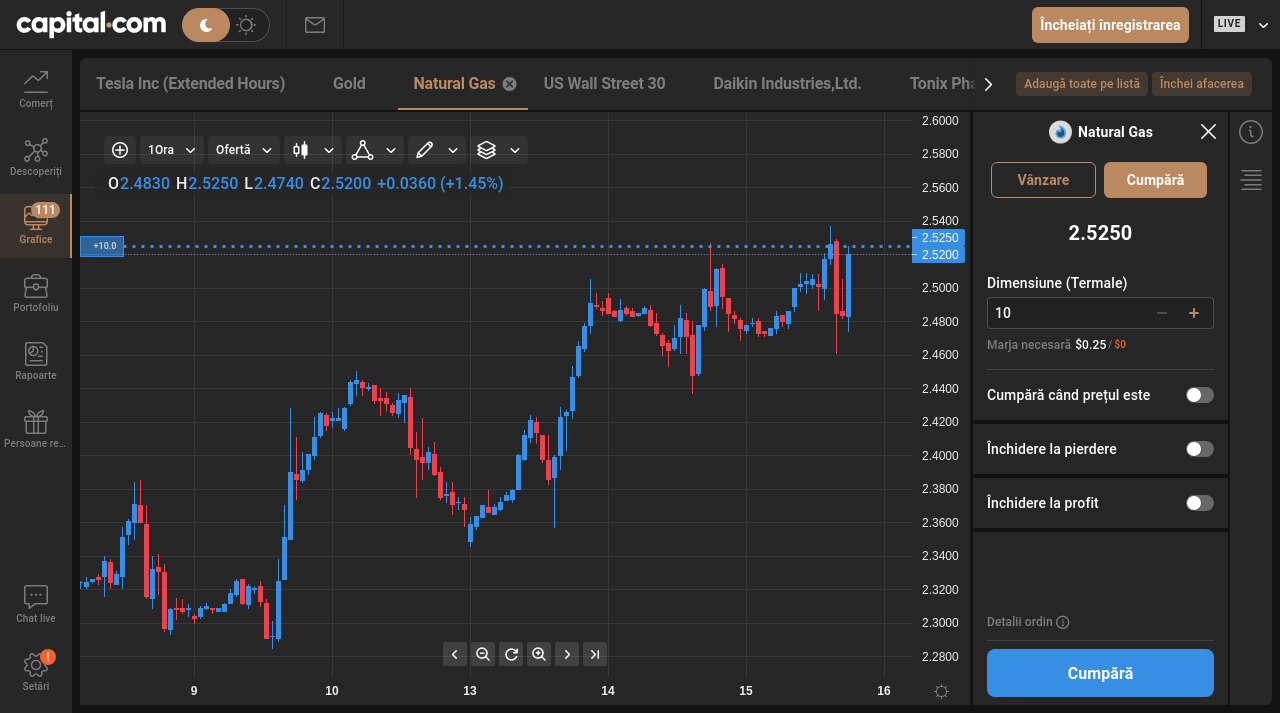 capital.com
Încheiați înregistrarea
LIVE
Comerț
Descoperiți
111
Grafice
Portofoliu
Rapoarte
Persoane re...
Chat live
!
Setări
Tesla Inc (Extended Hours)
Gold
Natural Gas
US Wall Street 30
Daikin Industries,Ltd.
Tonix Pha
Adaugă toate pe listă
Închei afacerea
1Ora
Ofertă
O2.4830 H2.5250 L2.4740 C2.5200 +0.0360 (+1.45%)
+10.0
2.6000
2.5800
2.5600
2.5400
2.5250
2.5200
2.5000
2.4800
2.4600
2.4400
2.4200
2.4000
2.3800
2.3600
2.3400
2.3200
2.3000
2.2800
9 10 13 14 15 16
Natural Gas
Vânzare
Cumpără
2.5250
Dimensiune (Termale)
10
Marja necesară $0.25 / $0
Cumpără când prețul este
Închidere la pierdere
Închidere la profit
Detalii ordin
Cumpără